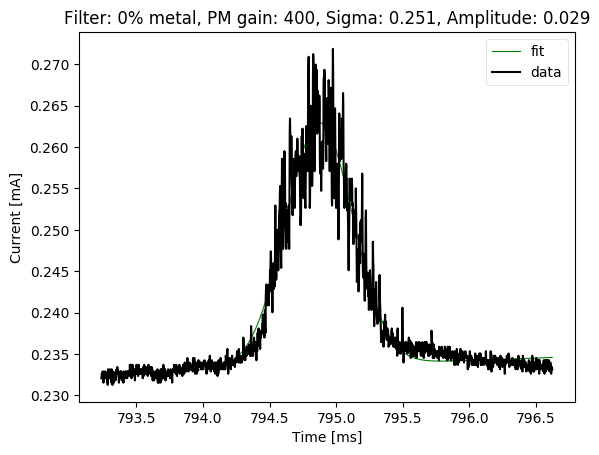 Filter: 0% metal, PM gain: 400, Sigma: 0.251, Amplitude: 0.029
fit
data
Current [mA]
0.270
0.265
0.260
0.255
0.250
0.245
0.240
0.235
0.230
793.5 794.0 794.5 795.0 795.5 796.0 796.5
Time [ms]